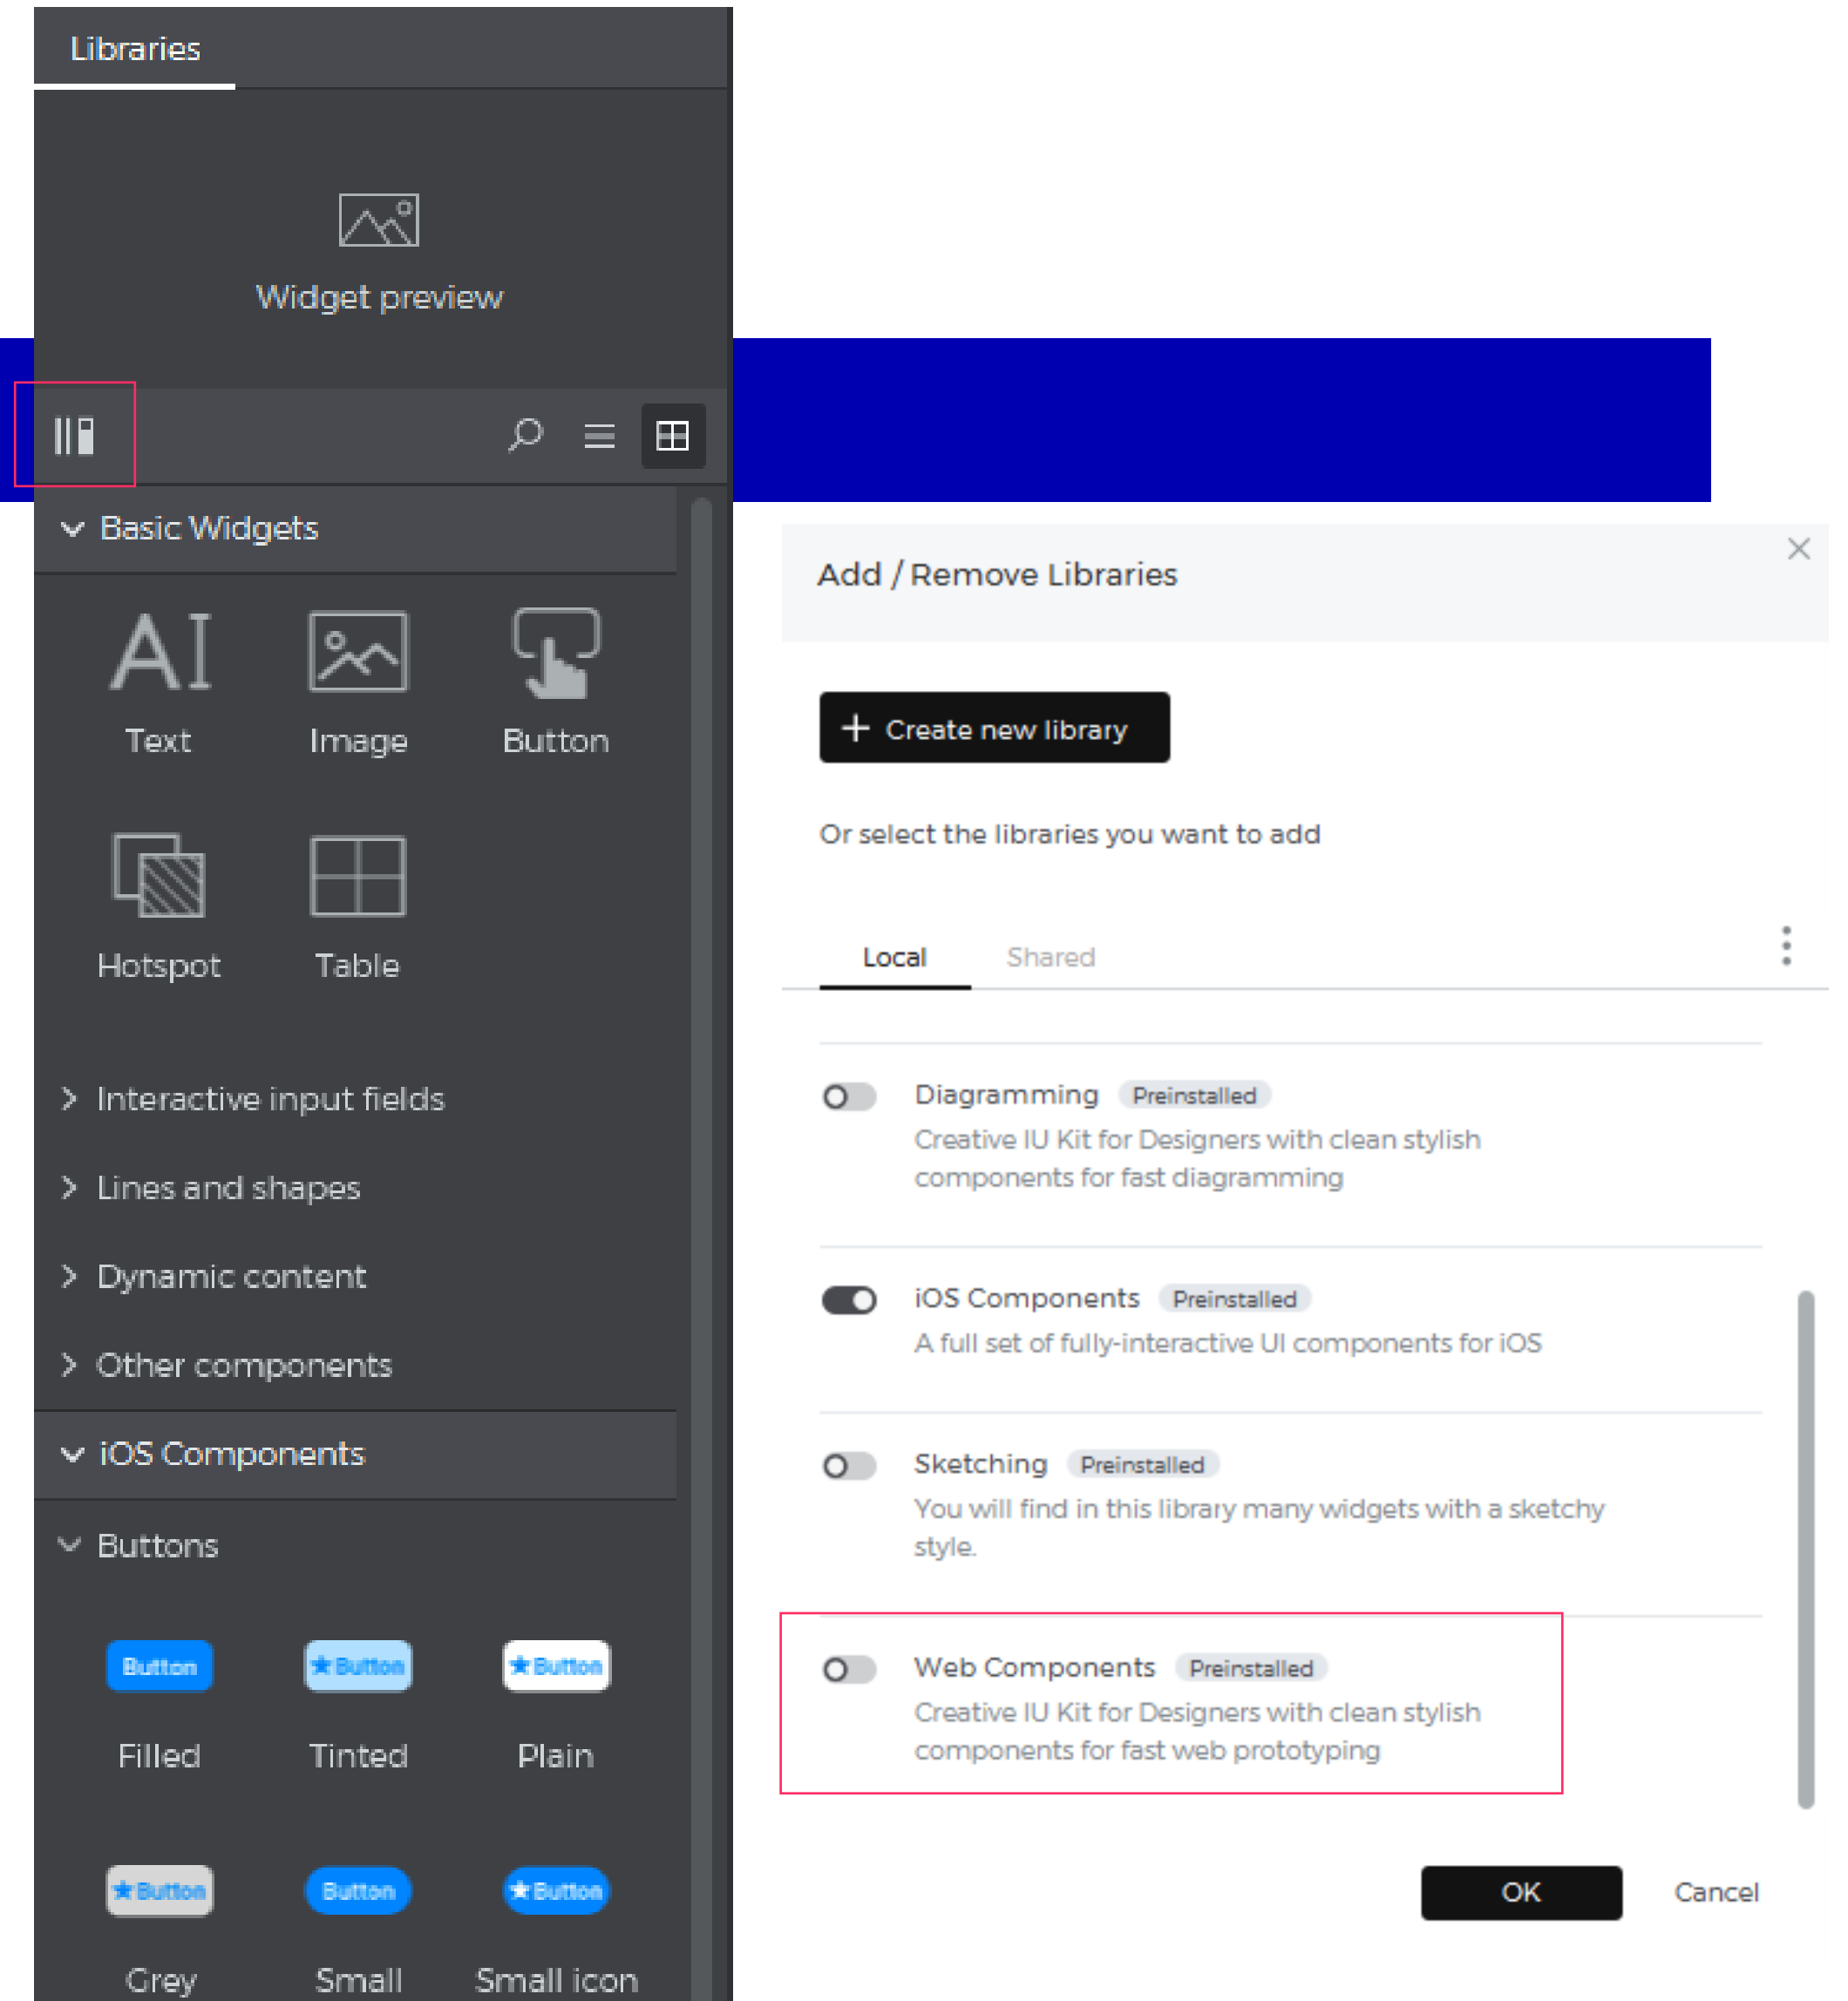 Libraries
Widget preview
Basic Widgets
AI
Text Image Button
Hotspot Table
Interactive input fields
Lines and shapes
Dynamic content
Other components
iOS Components
Buttons
Button Button Button
Filled Tinted Plain
Button Button Button
Grey Small Small icon
Add / Remove Libraries
Create new library
Or select the libraries you want to add
Local Shared
Diagramming Preinstalled
Creative IU Kit for Designers with clean stylish
components for fast diagramming
iOS Components Preinstalled
A full set of fully-interactive UI components for iOS
Sketching Preinstalled
You will find in this library many widgets with a sketchy
style.
Web Components Preinstalled
Creative IU Kit for Designers with clean stylish
components for fast web prototyping
OK Cancel